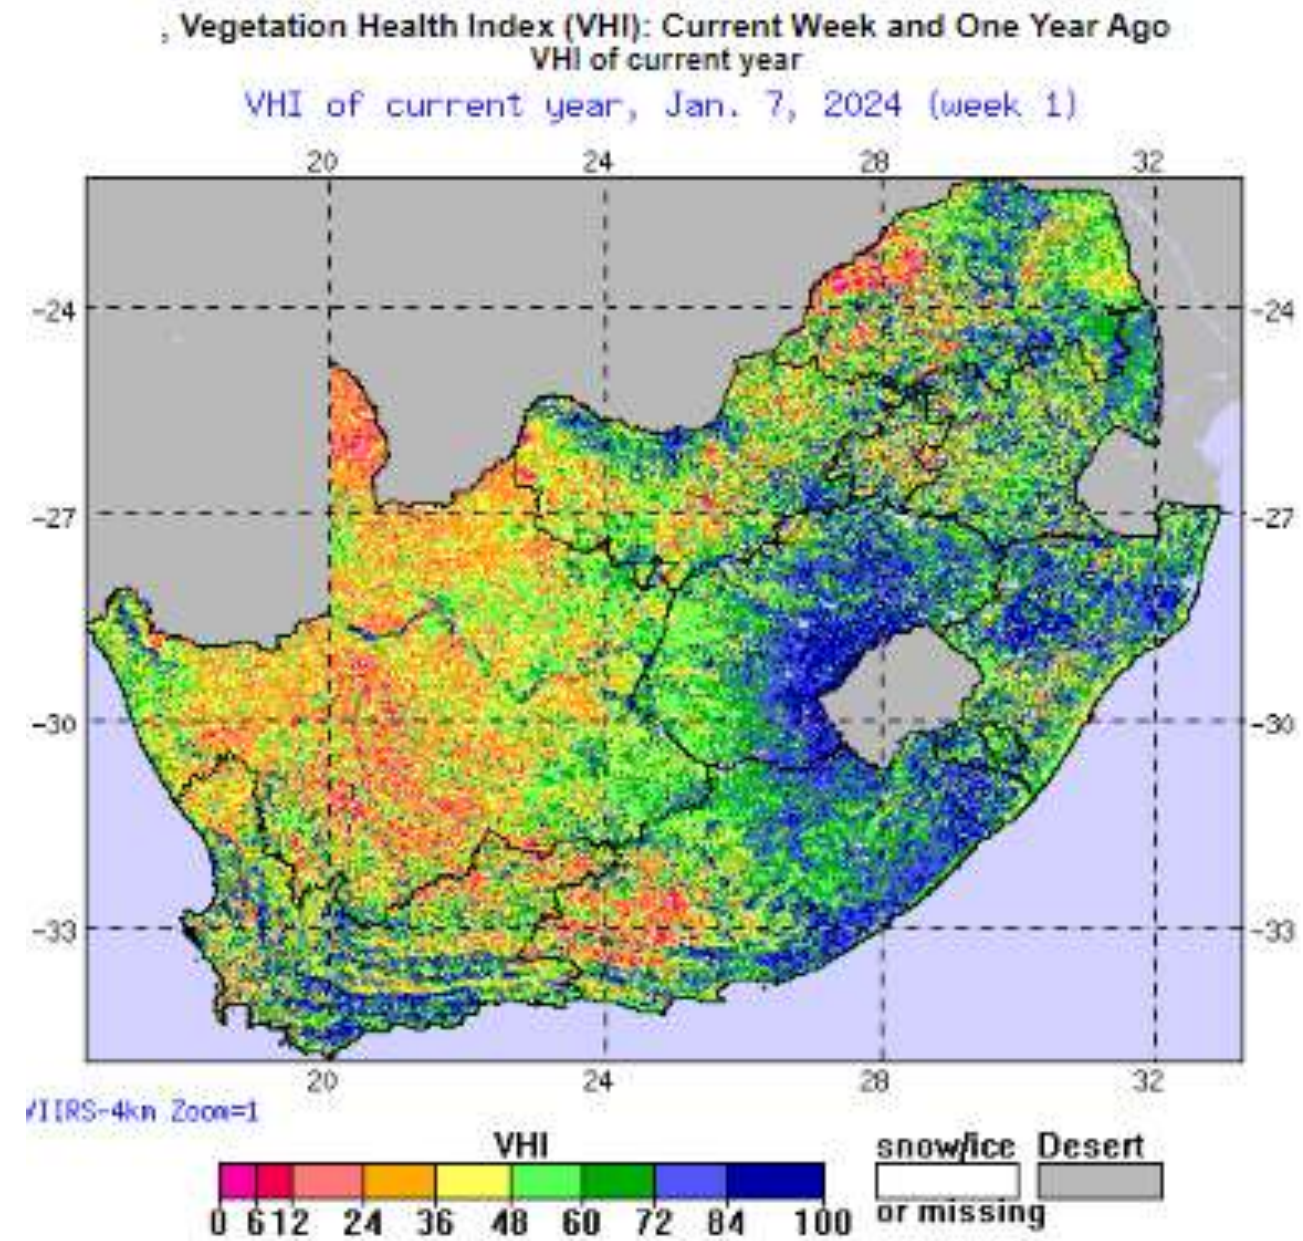 , Vegetation Health Index (VHI): Current Week and One Year Ago
VHI of current year
VHI of current year, Jan. 7, 2024 (week 1)
20 24 28 32
-24 -24
-27 -27
-30 -30
-33 -33
20 24 28 32
VIIRS-4km Zoom=1
VHI snow/ice Desert
0 6 12 24 36 48 60 72 84 100 or missing